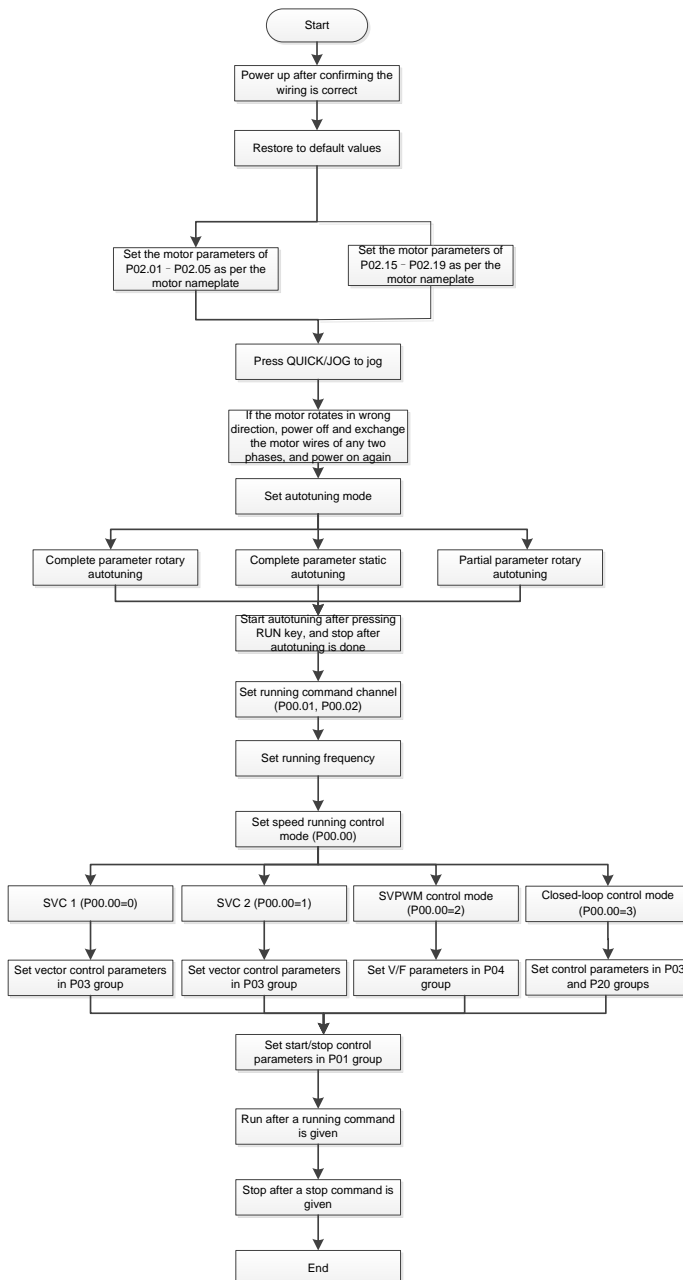 Start
Power up after confirming the
wiring is correct
Restore to default values
Set the motor parameters of
P02.01﹣P02.05 as per the
motor nameplate
Set the motor parameters of
P02.15﹣P02.19 as per the
motor nameplate
Press QUICK/JOG to jog
If the motor rotates in wrong
direction, power off and exchange
the motor wires of any two
phases, and power on again
Set autotuning mode
Complete parameter rotary
autotuning
Complete parameter static
autotuning
Partial parameter rotary
autotuning
Start autotuning after pressing
RUN key, and stop after
autotuning is done
Set running command channel
(P00.01, P00.02)
Set running frequency
Set speed running control
mode (P00.00)
SVC 1 (P00.00=0)
SVC 2 (P00.00=1)
SVPWM control mode
(P00.00=2)
Closed-loop control mode
(P00.00=3)
Set vector control parameters
in P03 group
Set vector control parameters
in P03 group
Set V/F parameters in P04
group
Set control parameters in P03
and P20 groups
Set start/stop control
parameters in P01 group
Run after a running command
is given
Stop after a stop command is
given
End